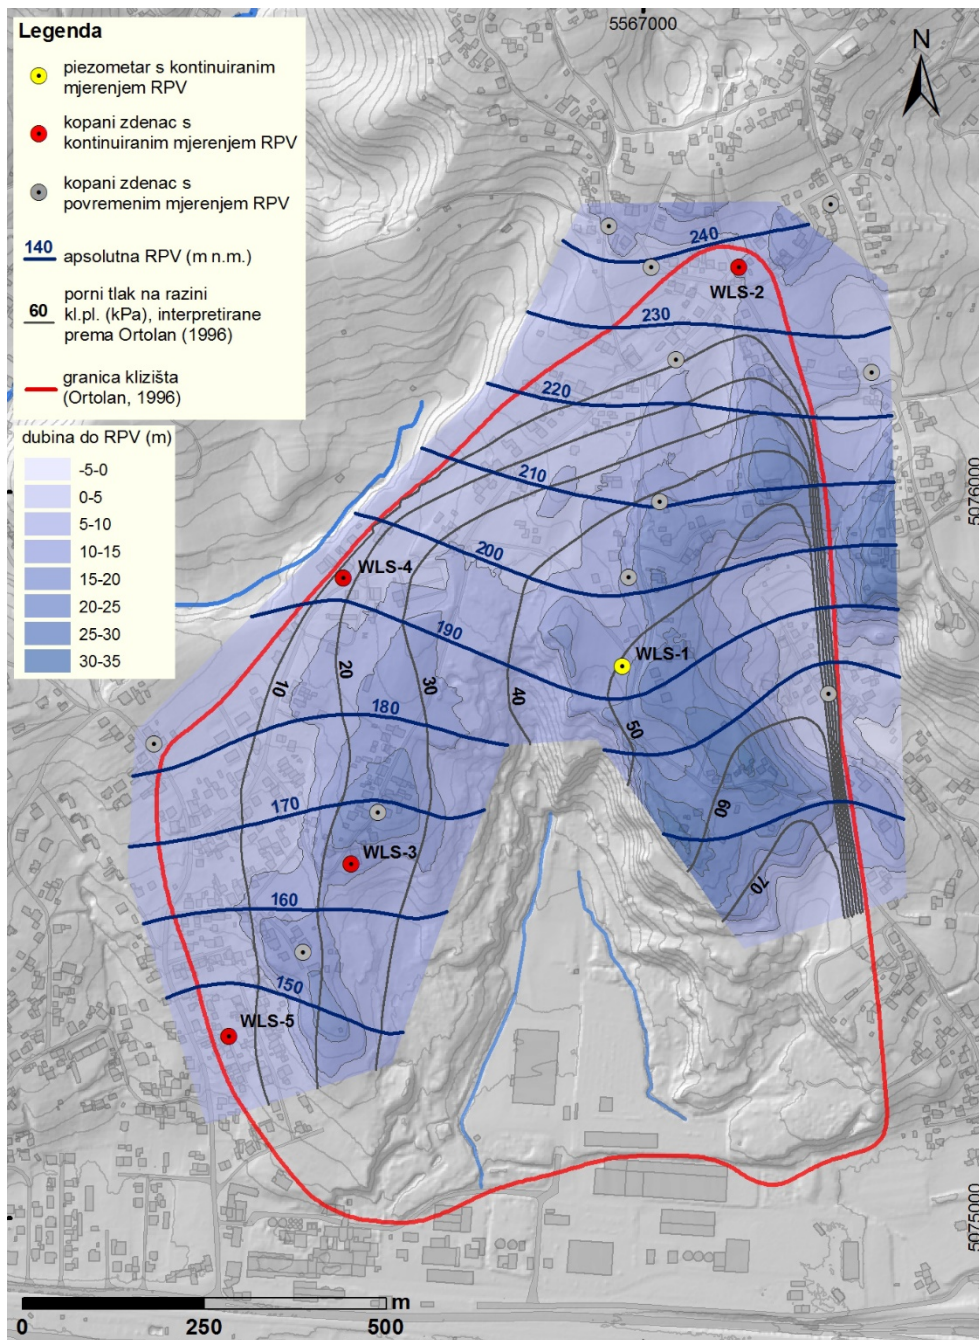 5567000
Legenda
N
piezometar s kontinuiranim
mjerenjem RPV
kopani zdenac s
kontinuiranim mjerenjem RPV
kopani zdenac s
povremenim mjerenjem RPV
140 apsolutna RPV (m n.m.)
60
porni tlak na razini
kl.pl. (kPa), interpretirane
prema Ortolan (1996)
granica klizišta
(Ortolan, 1996)
dubina do RPV (m)
-5-0
0-5
5-10
10-15
15-20
20-25
25-30
30-35
240
WLS-2
230
220
210
5076000
200
WLS-4
190
WLS-1
10
20
30
40
50
180
170
60
WLS-3
70
160
150
WLS-5
5075000
m
0 250 500